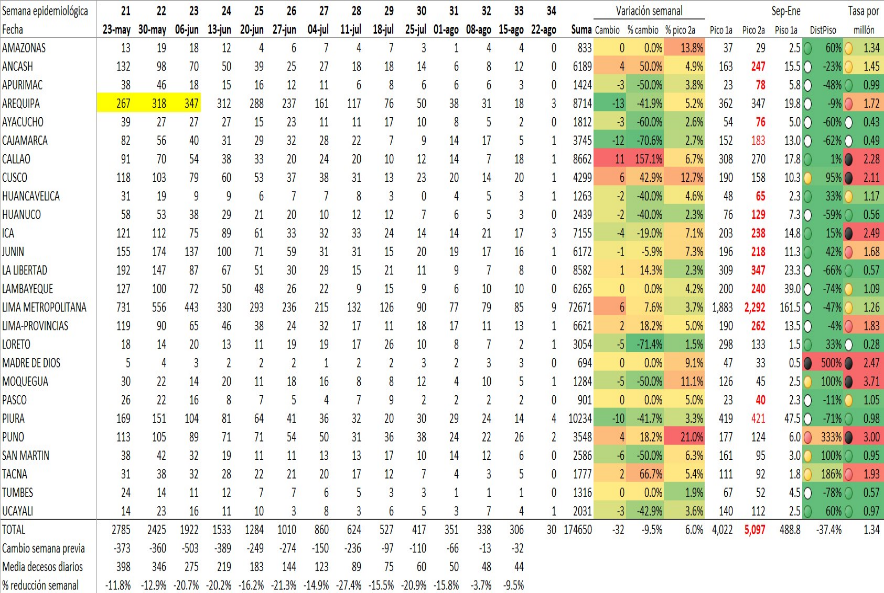 Semana epidemiológica 21 22 23 24 25 26 27 28 29 30 31 32 33 34 Variación semanal Sep-Ene Tasa por
Fecha 23-may 30-may 06-jun 13-jun 20-jun 27-jun 04-jul 11-jul 18-jul 25-jul 01-ago 08-ago 15-ago 22-ago Suma Cambio % cambio % pico 2a Pico 1a Pico 2a Piso 1a DistPiso millón
AMAZONAS 13 19 18 12 4 6 7 4 7 3 1 4 4 0 833 0 0.0% 13.8% 37 29 2.5 60% 1.34
ANCASH 132 98 70 50 39 25 27 18 18 14 6 8 12 0 6189 4 50.0% 4.9% 163 247 15.5 -23% 1.45
APURIMAC 38 46 18 15 16 12 11 6 8 6 6 6 3 0 1424 -3 -50.0% 3.8% 23 78 5.8 -48% 0.99
AREQUIPA 267 318 347 312 288 237 161 117 76 50 38 31 18 3 8714 -13 -41.9% 5.2% 362 347 19.8 -9% 1.72
AYACUCHO 39 27 27 27 15 23 11 11 17 10 8 5 2 0 1812 -3 -60.0% 2.6% 54 76 5.0 -60% 0.43
CAJAMARCA 82 56 40 31 29 32 28 22 7 9 14 17 5 1 3745 -12 -70.6% 2.7% 152 183 13.0 -62% 0.49
CALLAO 91 70 54 38 33 20 24 20 10 12 14 7 18 1 8662 11 157.1% 6.7% 308 270 17.8 1% 2.28
CUSCO 118 103 79 60 53 37 38 31 13 23 20 14 20 1 4299 6 42.9% 12.7% 190 158 10.3 95% 2.11
HUANCAVELICA 31 19 9 9 6 7 7 8 3 0 4 5 3 1 1263 -2 -40.0% 4.6% 48 65 2.3 33% 1.17
HUANUCO 58 53 38 29 21 20 10 12 12 7 6 5 3 0 2439 -2 -40.0% 2.3% 76 129 7.3 -59% 0.56
ICA 121 112 75 89 61 33 32 33 24 14 14 21 17 3 7155 -4 -19.0% 7.1% 203 238 14.8 15% 2.49
JUNIN 155 174 137 100 71 59 31 31 15 20 19 17 16 1 6172 -1 -5.9% 7.3% 196 218 11.3 42% 1.68
LA LIBERTAD 192 147 87 67 51 30 29 15 21 11 9 7 8 0 8582 1 14.3% 2.3% 309 347 23.3 -66% 0.57
LAMBAYEQUE 127 100 72 50 48 26 22 9 15 9 6 10 10 0 6265 0 0.0% 4.2% 200 240 39.0 -74% 1.09
LIMA METROPOLITANA 731 556 443 330 293 236 215 132 126 90 77 79 85 9 72671 6 7.6% 3.7% 1,883 2,292 161.5 -47% 1.26
LIMA-PROVINCIAS 119 90 65 46 38 24 32 17 11 18 17 11 13 1 6621 2 18.2% 5.0% 190 262 13.5 -4% 1.83
LORETO 18 14 20 13 11 19 19 17 26 10 8 7 2 1 3054 -5 -71.4% 1.5% 298 133 1.5 33% 0.28
MADRE DE DIOS 5 4 3 2 2 1 2 1 2 3 2 3 3 0 694 0 0.0% 9.1% 47 33 0.5 500% 2.47
MOQUEGUA 30 22 14 20 11 18 16 8 8 12 4 10 5 1 1284 -5 -50.0% 11.1% 126 45 2.5 100% 3.71
PASCO 26 22 16 8 7 5 4 7 9 2 2 2 2 0 901 0 0.0% 5.0% 23 40 2.3 -11% 1.05
PIURA 169 151 104 81 64 41 36 32 20 30 29 24 14 4 10234 -10 -41.7% 3.3% 419 421 47.5 -71% 0.98
PUNO 113 105 89 71 71 54 50 31 36 38 24 22 26 2 3548 4 18.2% 21.0% 177 124 6.0 333% 3.00
SAN MARTIN 38 42 32 19 11 11 13 13 17 10 14 12 6 0 2586 -6 -50.0% 6.3% 161 95 3.0 100% 0.95
TACNA 31 38 32 28 22 21 20 17 12 7 4 3 5 0 1777 2 66.7% 5.4% 111 92 1.8 186% 1.93
TUMBES 24 14 11 12 7 7 6 5 3 3 1 1 1 0 1316 0 0.0% 1.9% 67 52 4.5 -78% 0.57
UCAYALI 14 23 16 11 10 3 8 3 6 5 3 7 4 1 2031 -3 -42.9% 3.6% 140 112 2.5 60% 0.97
TOTAL 2785 2425 1922 1533 1284 1010 860 624 527 417 351 338 306 30 174650 -32 -9.5% 6.0% 4,022 5,097 488.8 -37.4% 1.34
Cambio semana previa -373 -360 -503 -389 -249 -274 -150 -236 -97 -110 -66 -13 -32
Media decesos diarios 398 346 275 219 183 144 123 89 75 60 50 48 44
% reducción semanal -11.8% -12.9% -20.7% -20.2% -16.2% -21.3% -14.9% -27.4% -15.5% -20.9% -15.8% -3.7% -9.5%